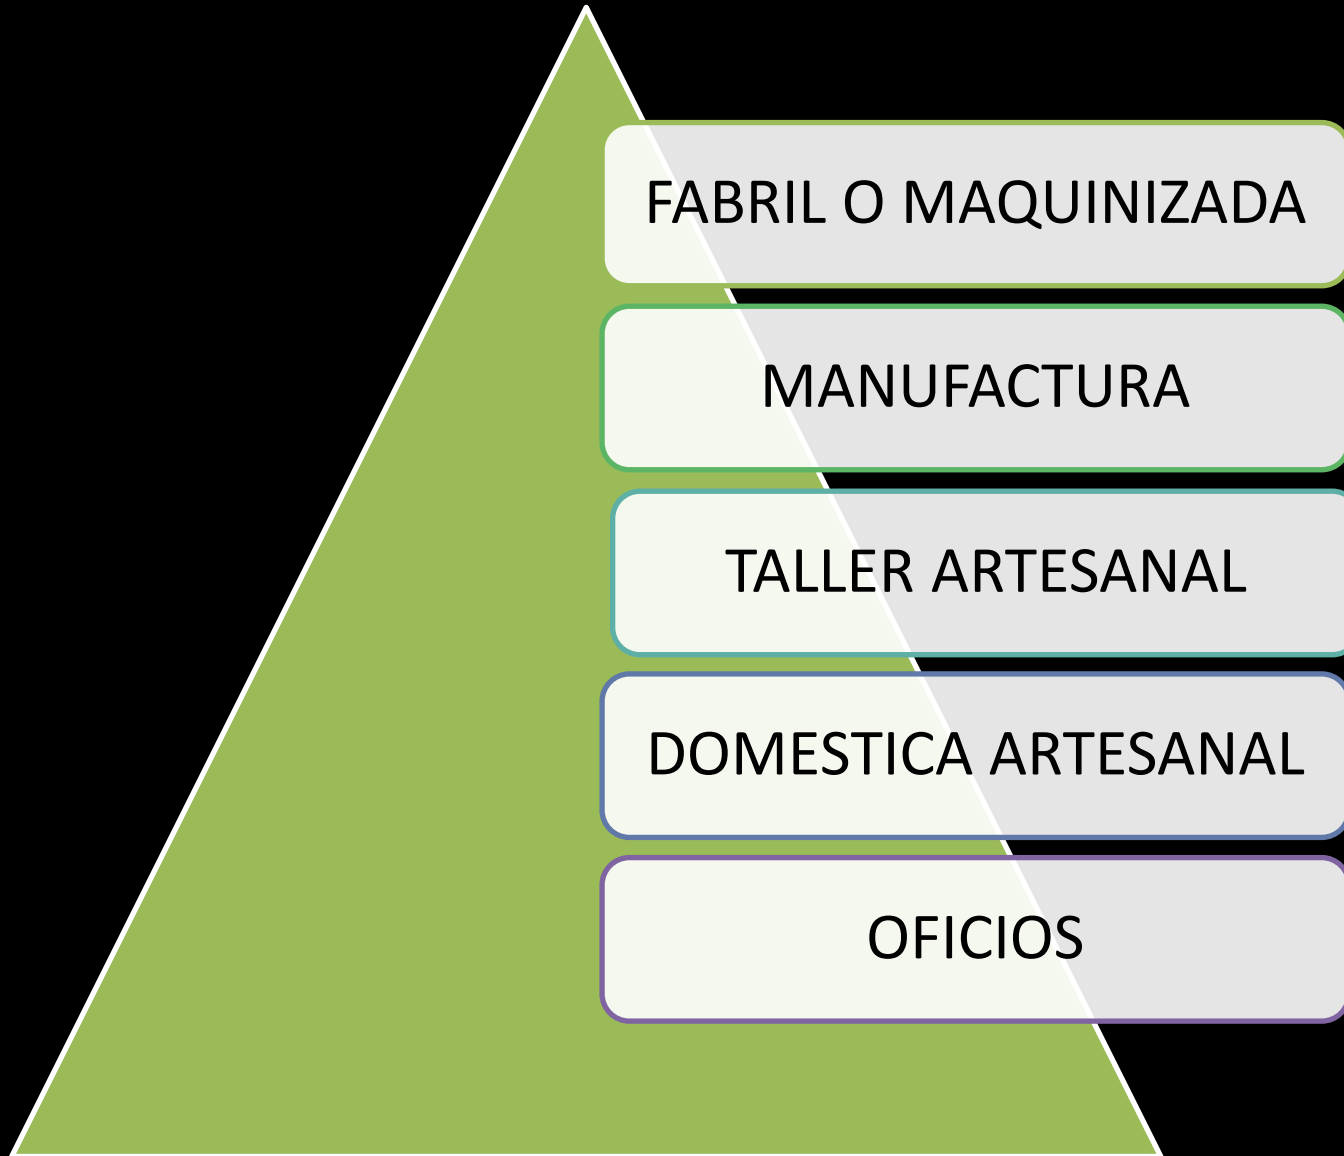 FABRIL O MAQUINIZADA
MANUFACTURA
TALLER ARTESANAL
DOMESTICA ARTESANAL
OFICIOS